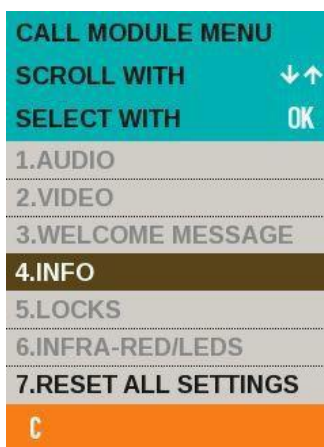 CALL MODULE MENU
SCROLL WITH ↓↑
SELECT WITH OK
1.AUDIO
2.VIDEO
3.WELCOME MESSAGE
4.INFO
5.LOCKS
6.INFRA-RED/LEDS
7.RESET ALL SETTINGS
C